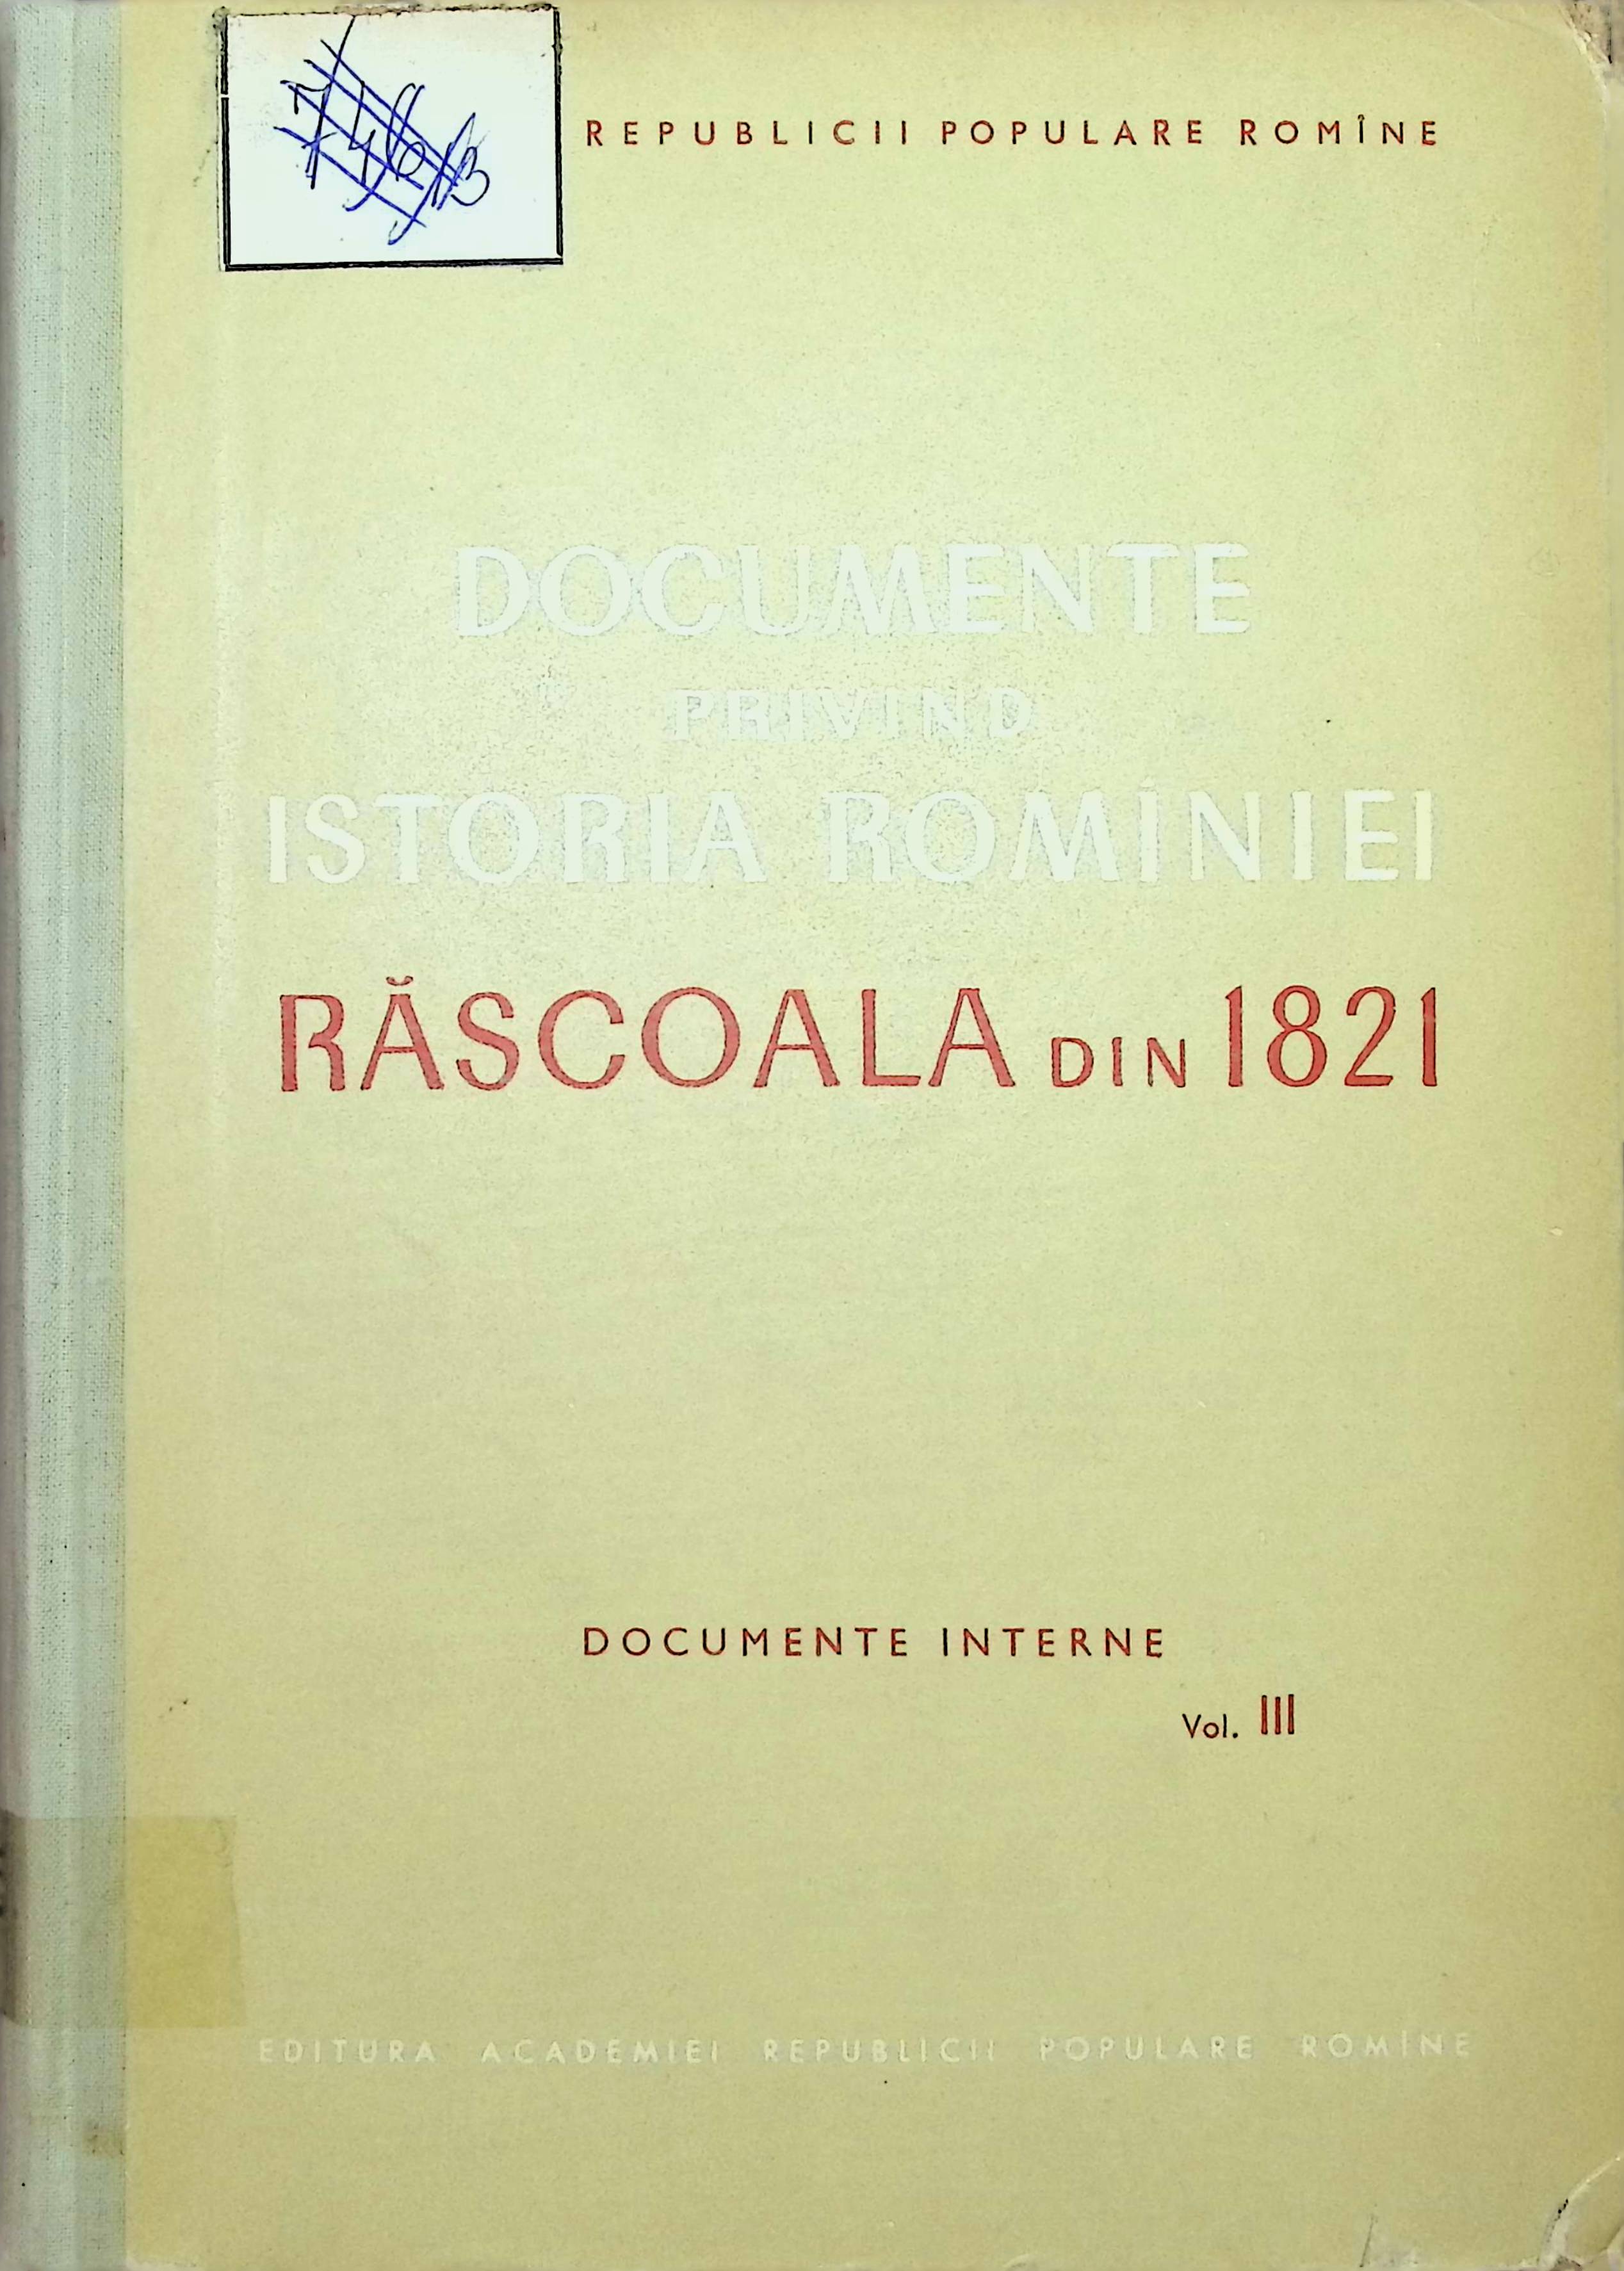 REPUBLICII POPULARE ROMÎNE
DOCUMENTE
PRIVIND
ISTORIA ROMÎNIEI
RĂSCOALA DIN 1821
DOCUMENTE INTERNE
Vol. III
EDITURA ACADEMIEI REPUBLICII POPULARE ROMÎNE